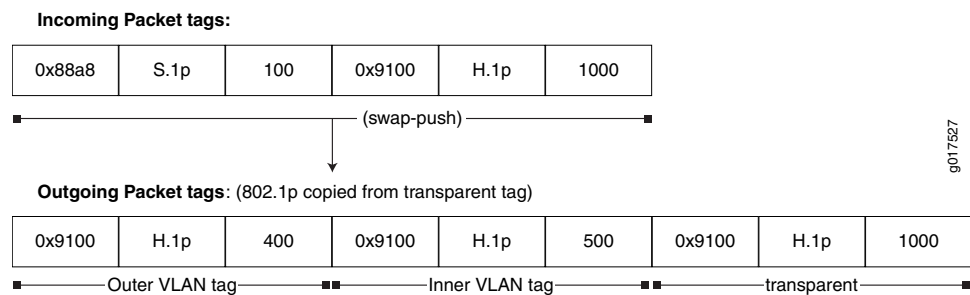 Incoming Packet tags:
0x88a8 S.1p 100 0x9100 H.1p 1000
(swap-push)
g017527
Outgoing Packet tags: (802.1p copied from transparent tag)
0x9100 H.1p 400 0x9100 H.1p 500 0x9100 H.1p 1000
Outer VLAN tag Inner VLAN tag transparent